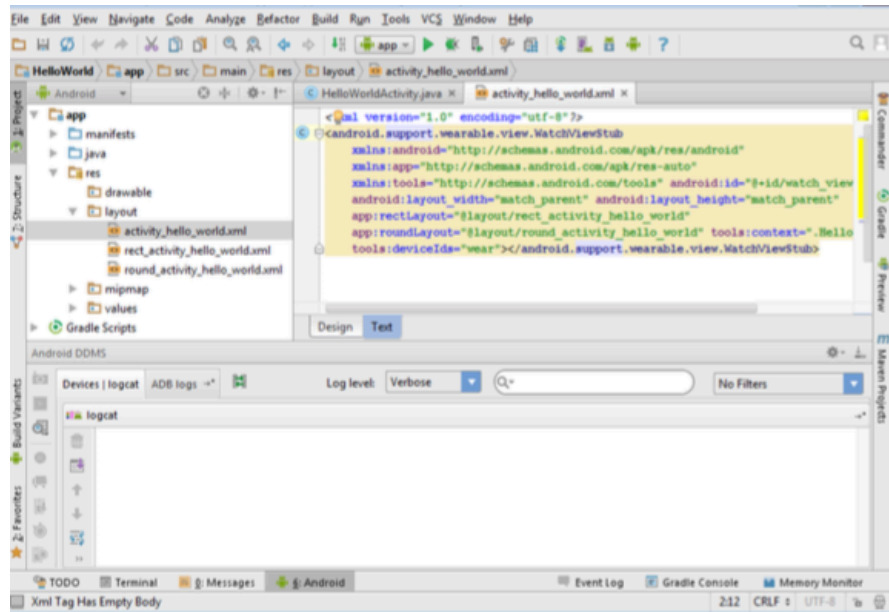 File Edit View Navigate Code Analyze Refactor Build Run Tools VCS Window Help
app
HelloWorld app src main res layout activity_hello_world.xml
1: Project
2: Structure
Build Variants
2: Favorites
Android
app
manifests
java
res
drawable
layout
activity_hello_world.xml
rect_activity_hello_world.xml
round_activity_hello_world.xml
mipmap
values
Gradle Scripts
HelloWorldActivity.java × activity_hello_world.xml ×
<?xml version="1.0" encoding="utf-8"?>
<android.support.wearable.view.WatchViewStub
xmlns:android="http://schemas.android.com/apk/res/android"
xmlns:app="http://schemas.android.com/apk/res-auto"
xmlns:tools="http://schemas.android.com/tools" android:id="@+id/watch_view
android:layout_width="match_parent" android:layout_height="match_parent"
app:rectLayout="@layout/rect_activity_hello_world"
app:roundLayout="@layout/round_activity_hello_world" tools:context=".Hello
tools:deviceIds="wear"></android.support.wearable.view.WatchViewStub>
Design Text
Commander
Gradle
Preview
Maven Projects
Android DDMS
Devices | logcat ADB logs Log level: Verbose No Filters
logcat
TODO Terminal 0: Messages 6: Android Event Log Gradle Console Memory Monitor
Xml Tag Has Empty Body 2:12 CRLF UTF-8